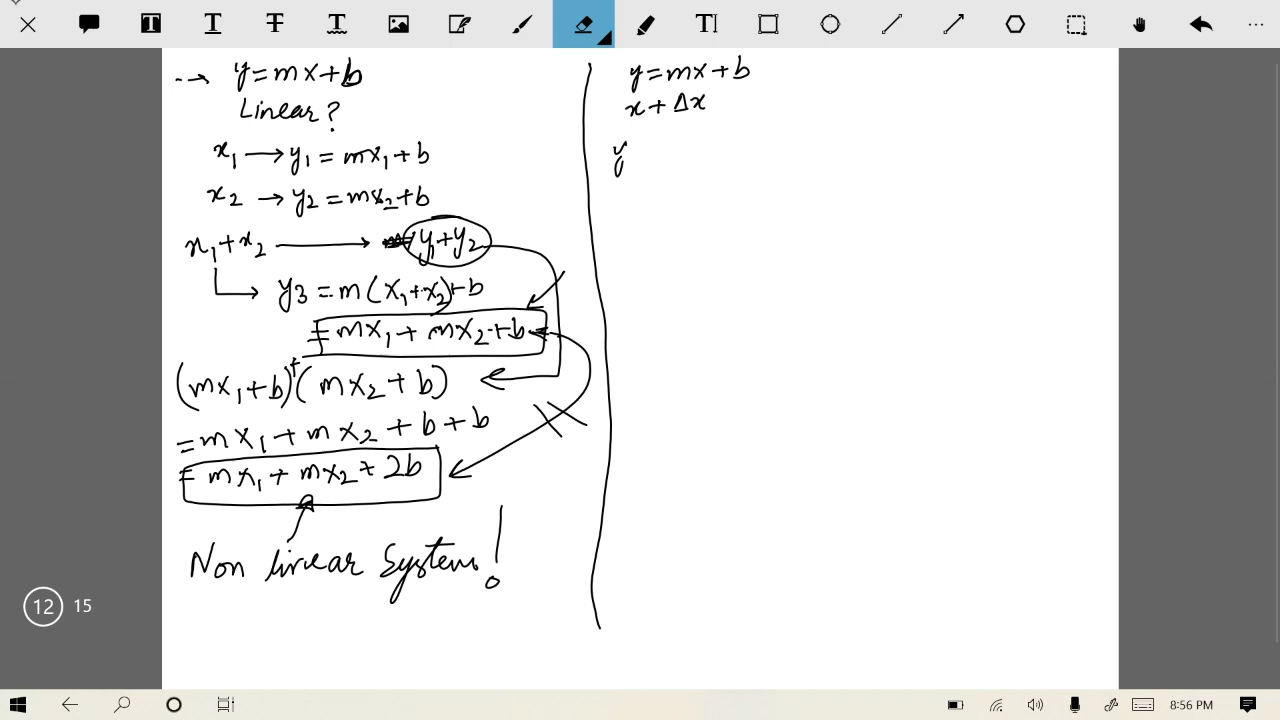 T T T T TI ...
--> y = mx + b
Linear?
x₁ → y₁ = mx₁ + b
x₂ → y₂ = mx₂ + b
x₁ + x₂ → y₁ + y₂
y₃ = m(x₁ + x₂) + b
= mx₁ + mx₂ + b
(mx₁ + b) + (mx₂ + b)
= mx₁ + mx₂ + b + b
= mx₁ + mx₂ + 2b
Non linear System!
y = mx + b
x + Δx
y
12 15
8:56 PM